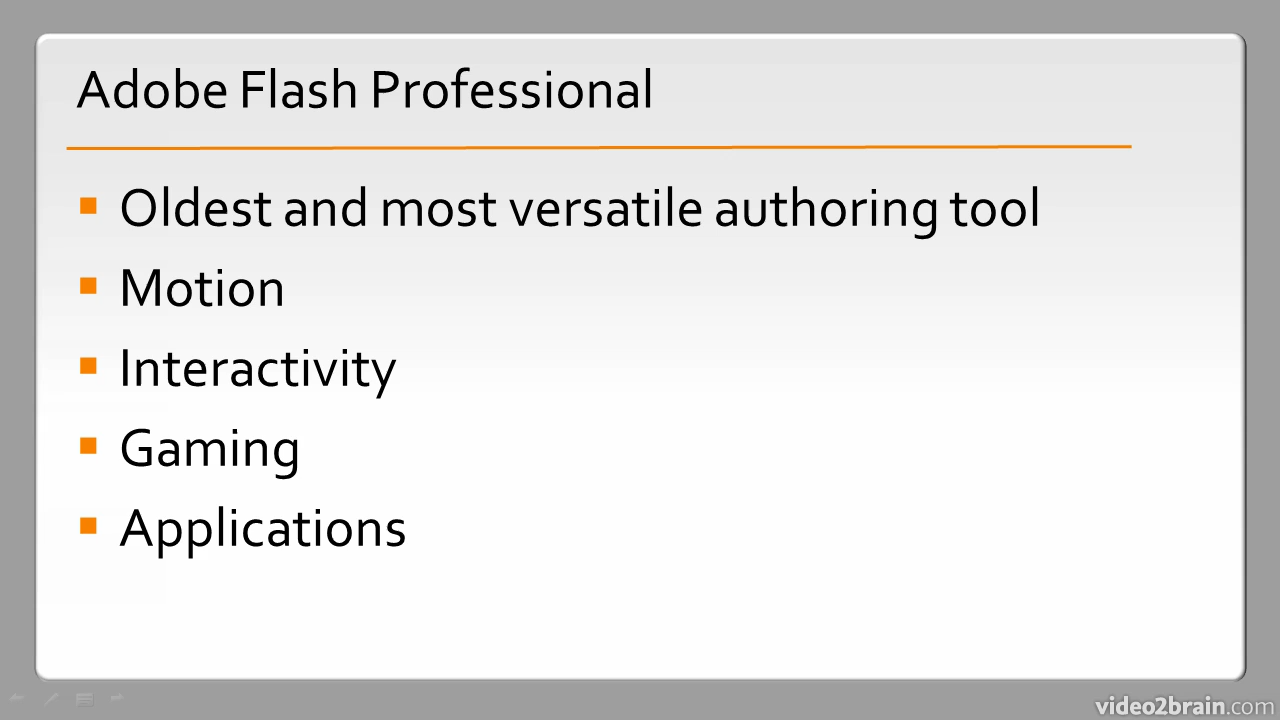 Adobe Flash Professional
Oldest and most versatile authoring tool
Motion
Interactivity
Gaming
Applications
video2brain.com